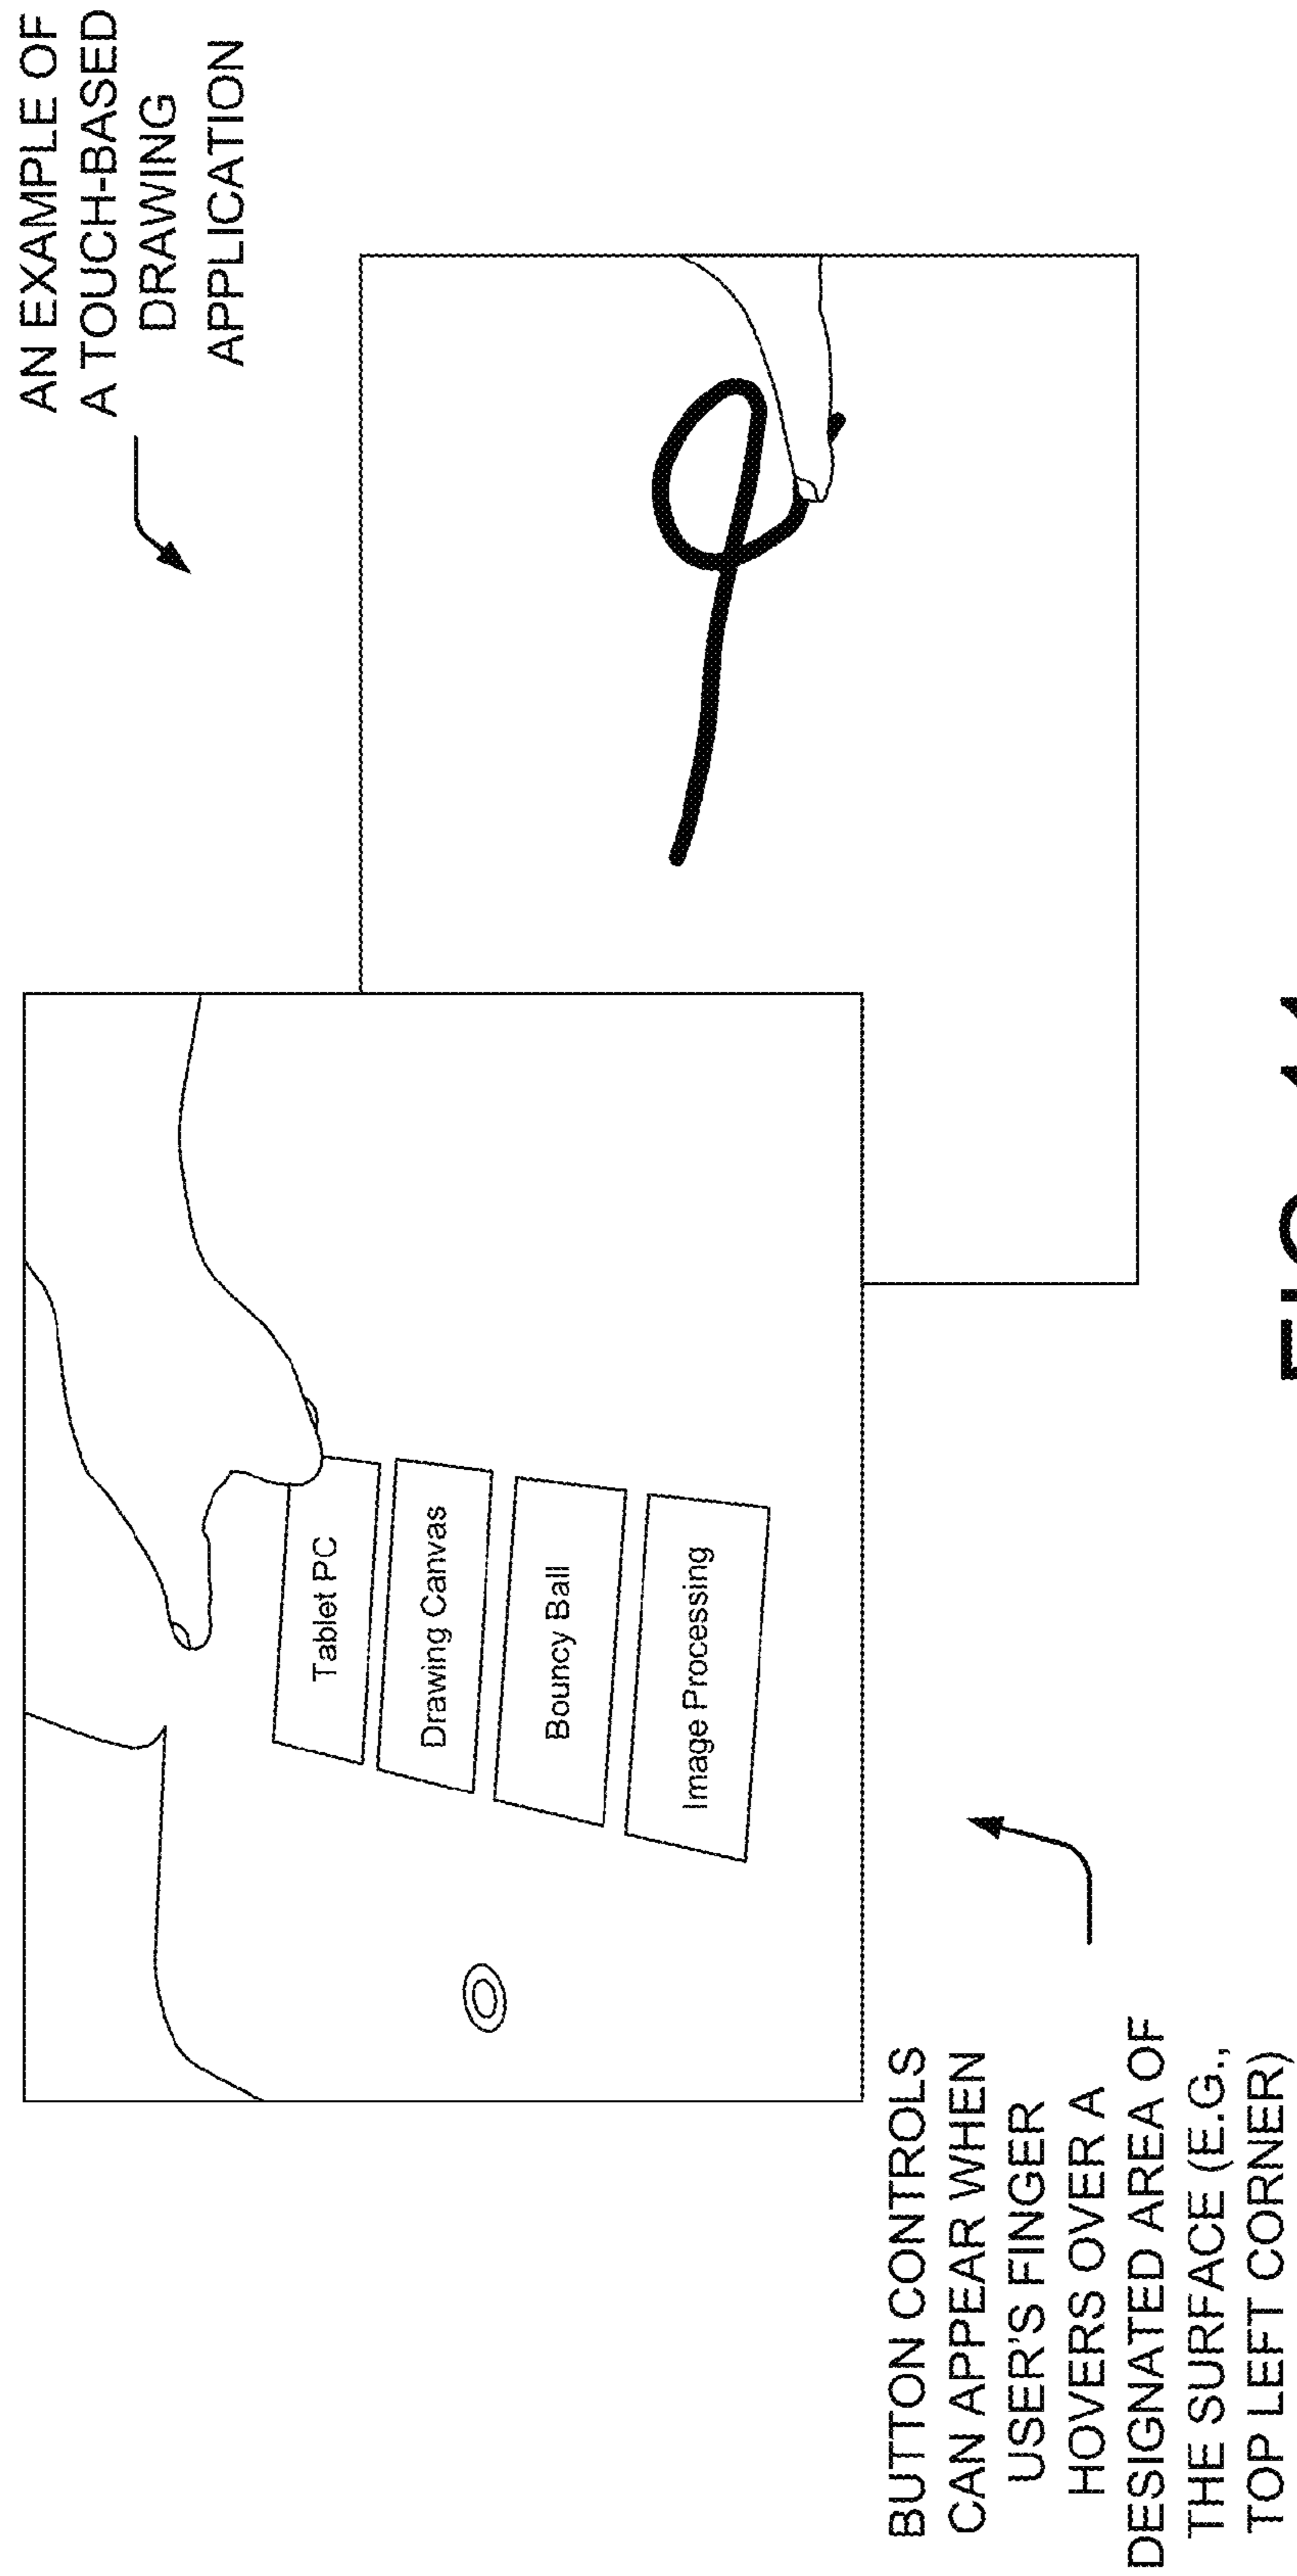 AN EXAMPLE OF
A TOUCH-BASED
DRAWING
APPLICATION
Tablet PC
Drawing Canvas
Bouncy Ball
Image Processing
BUTTON CONTROLS
CAN APPEAR WHEN
USER'S FINGER
HOVERS OVER A
DESIGNATED AREA OF
THE SURFACE (E.G.,
TOP LEFT CORNER)